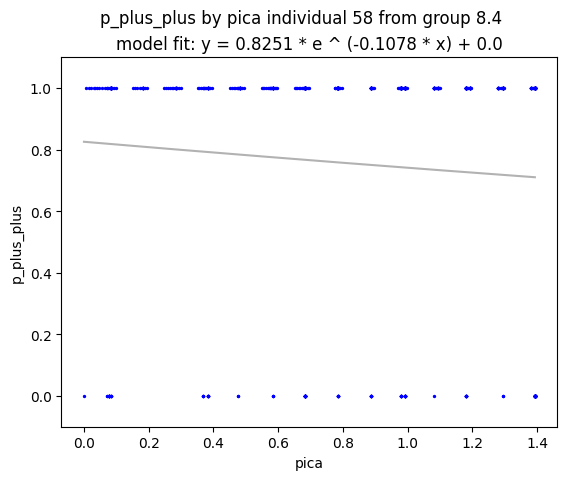 p_plus_plus by pica individual 58 from group 8.4
model fit: y = 0.8251 * e ^ (-0.1078 * x) + 0.0
1.0
0.8
0.6
0.4
0.2
0.0
p_plus_plus
0.0 0.2 0.4 0.6 0.8 1.0 1.2 1.4
pica